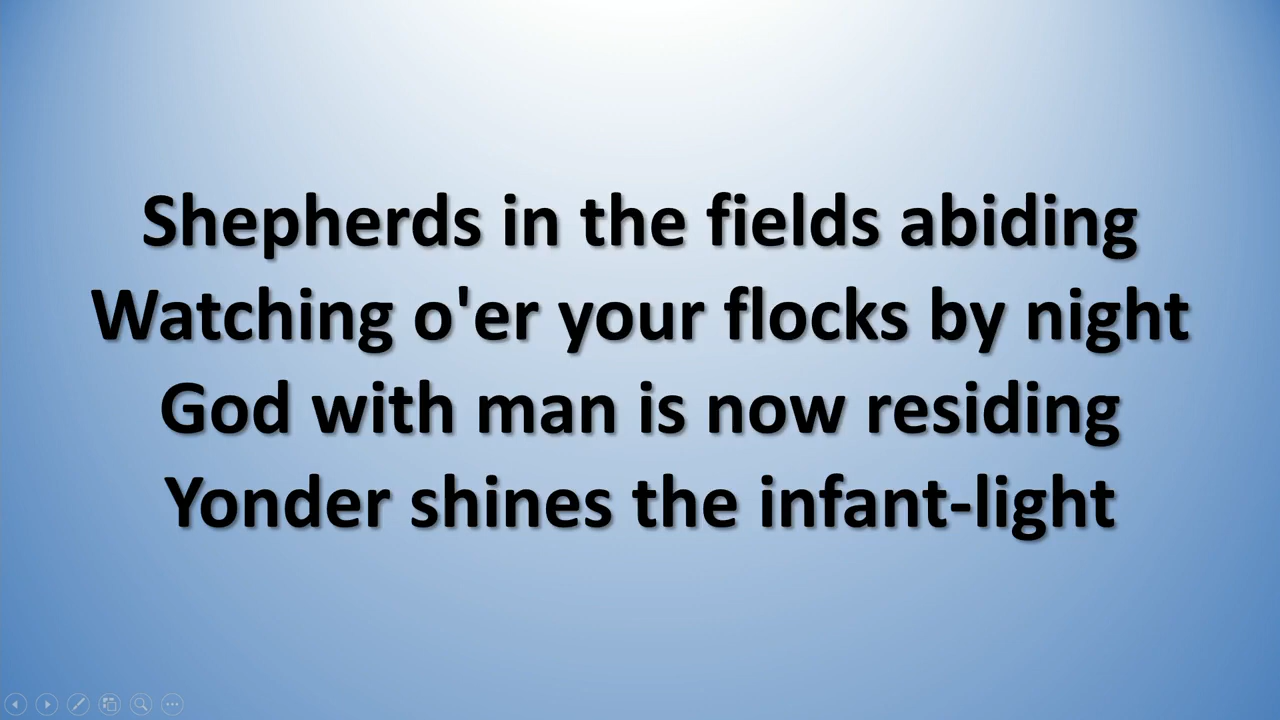 Shepherds in the fields abiding
Watching o'er your flocks by night
God with man is now residing
Yonder shines the infant-light